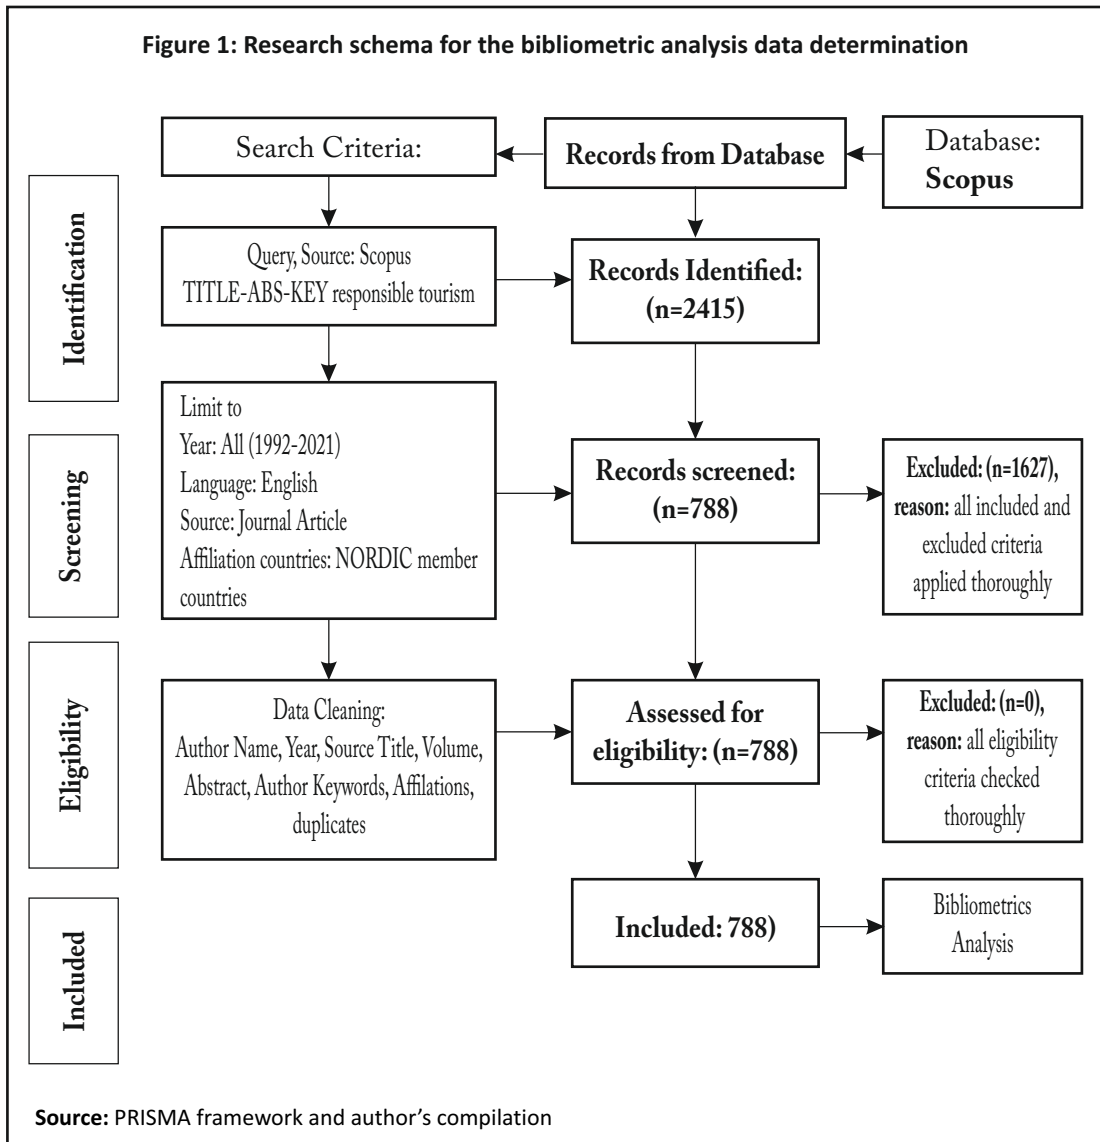 Figure 1: Research schema for the bibliometric analysis data determination
Search Criteria:
Records from Database
Database:
Scopus
Identification
Query, Source: Scopus
TITLE-ABS-KEY responsible tourism
Records Identified:
(n=2415)
Screening
Limit to
Year: All (1992-2021)
Language: English
Source: Journal Article
Affiliation countries: NORDIC member
countries
Records screened:
(n=788)
Excluded: (n=1627),
reason: all included and
excluded criteria
applied thoroughly
Eligibility
Data Cleaning:
Author Name, Year, Source Title, Volume,
Abstract, Author Keywords, Affilations,
duplicates
Assessed for
eligibility: (n=788)
Excluded: (n=0),
reason: all eligibility
criteria checked
thoroughly
Included
Included: 788)
Bibliometrics
Analysis
Source: PRISMA framework and author’s compilation